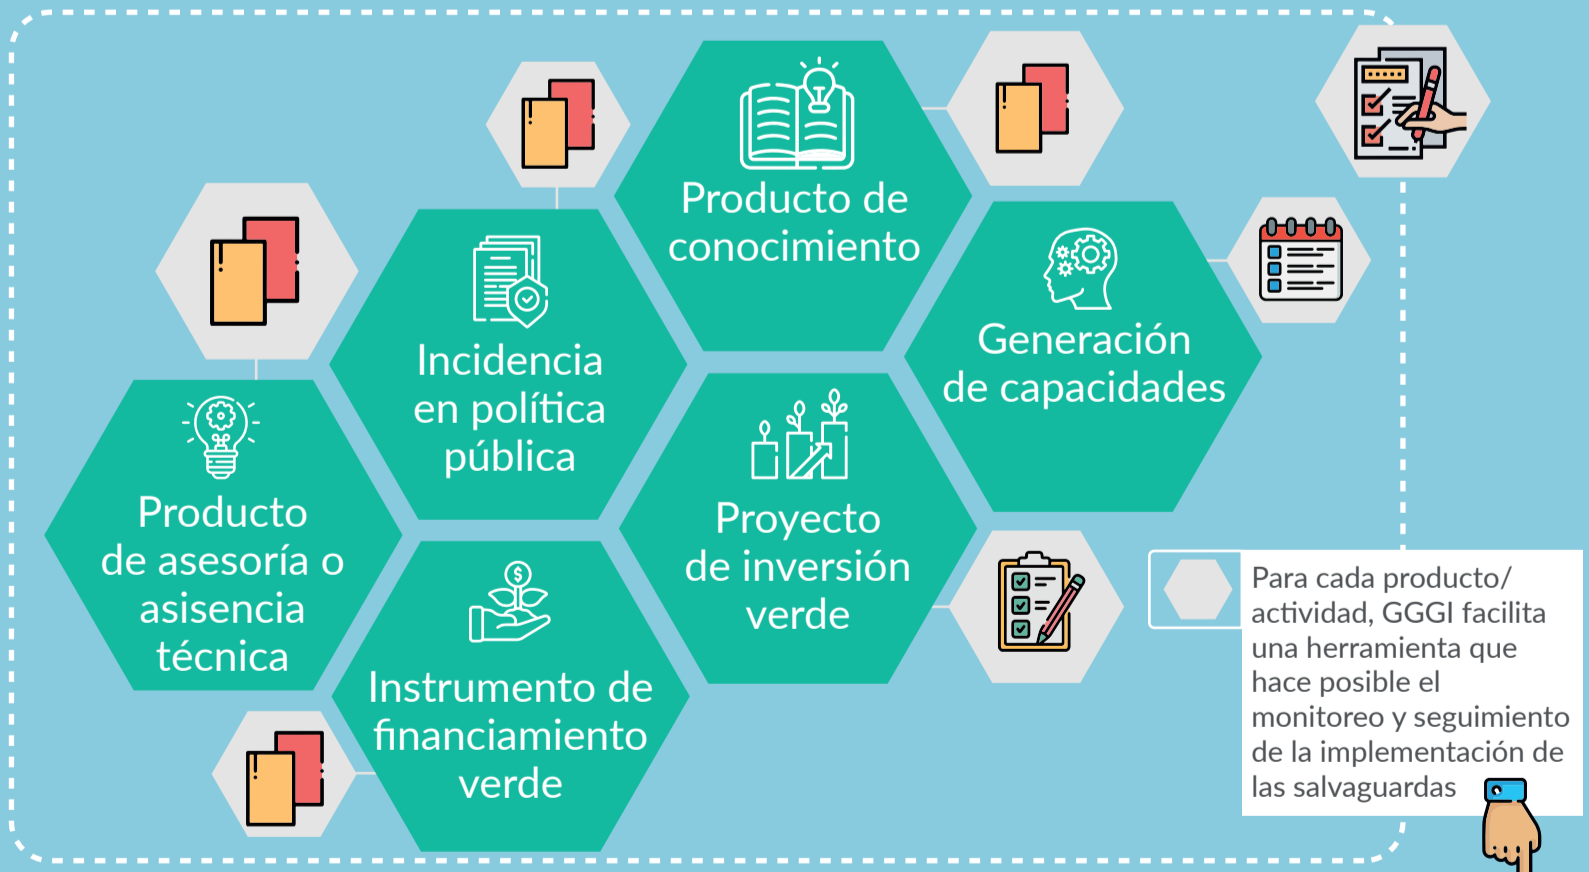 Producto de
conocimiento
Incidencia
en política
pública
Generación
de capacidades
Producto
de asesoría o
asisencia
técnica
Proyecto
de inversión
verde
Instrumento de
financiamiento
verde
Para cada producto/
actividad, GGGI facilita
una herramienta que
hace posible el
monitoreo y seguimiento
de la implementación de
las salvaguardas